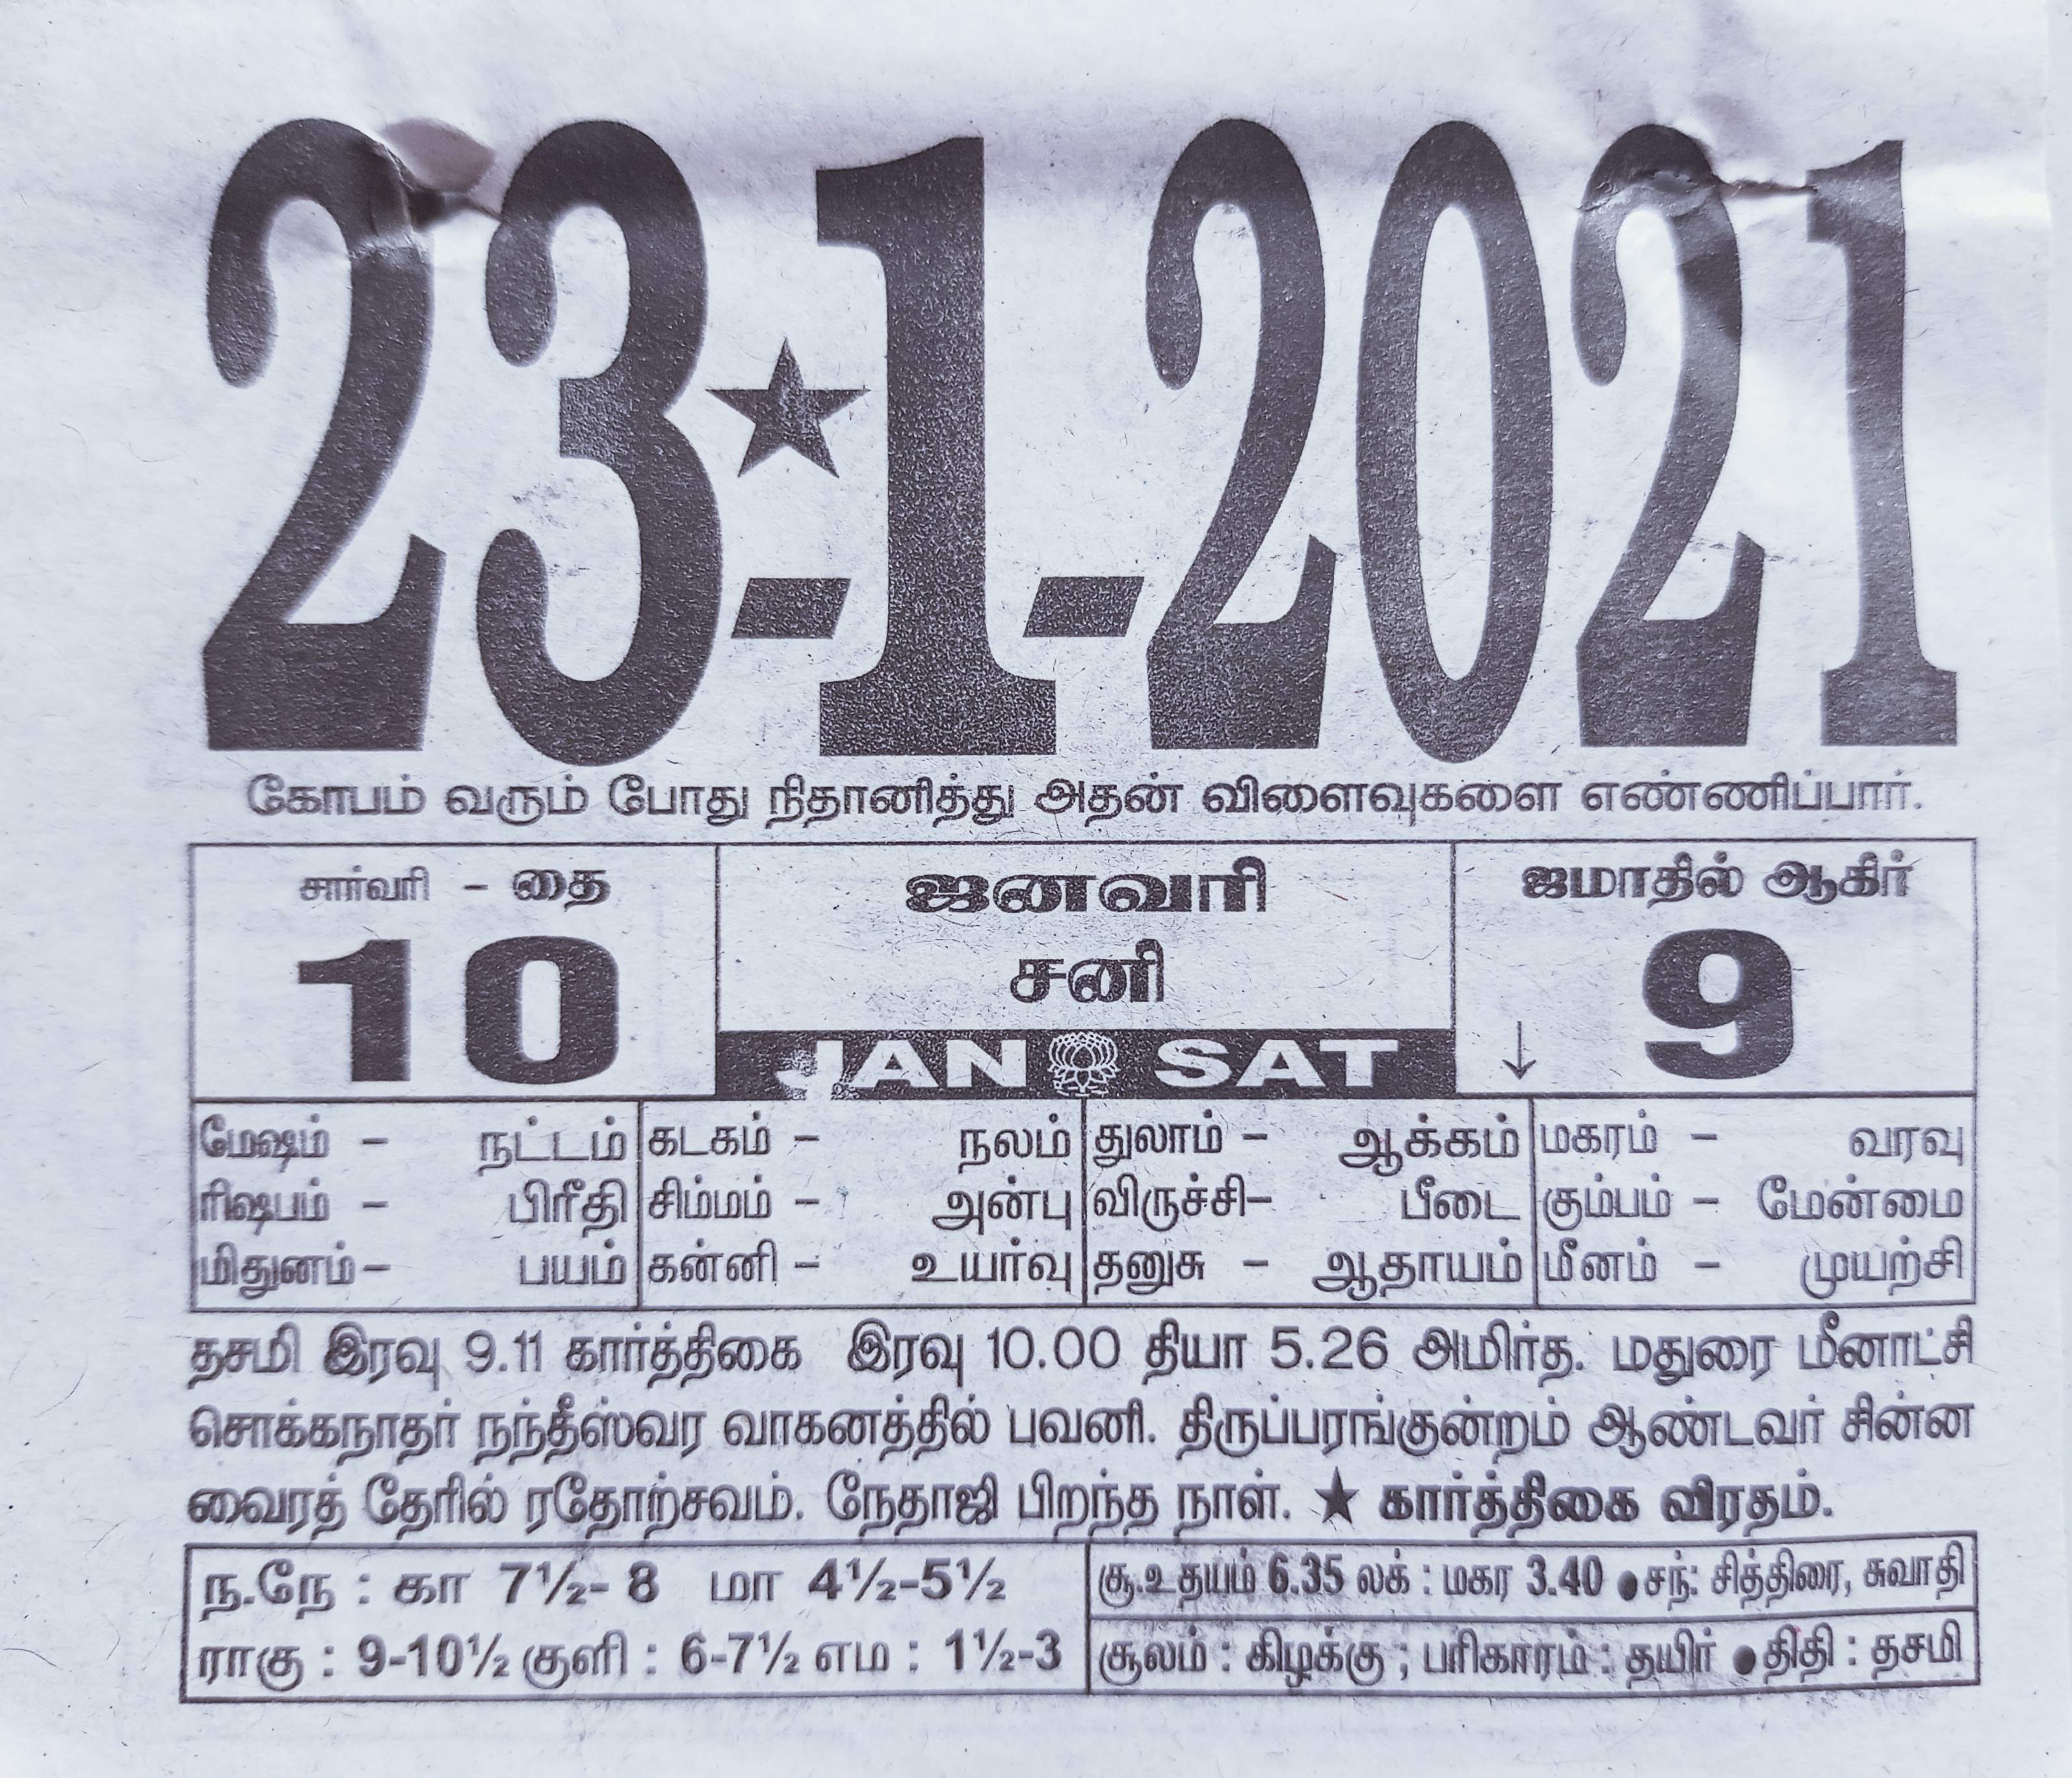 23-1-2021
கோபம் வரும் போது நிதானித்து அதன் விளைவுகளை எண்ணிப்பார்.
சார்வரி - தை
10
ஜனவரி
சனி
JAN SAT
ஜமாதில் ஆகிர்
9
மேஷம் - நட்டம் கடகம் - நலம் துலாம் - ஆக்கம் மகரம் - வரவு
ரிஷபம் - பிரீதி சிம்மம் - அன்பு விருச்சி- பீடை கும்பம் - மேன்மை
மிதுனம்- பயம் கன்னி - உயர்வு தனுசு - ஆதாயம் மீனம் - முயற்சி
தசமி இரவு 9.11 கார்த்திகை இரவு 10.00 தியா 5.26 அமிர்த. மதுரை மீனாட்சி
சொக்கநாதர் நந்தீஸ்வர வாகனத்தில் பவனி. திருப்பரங்குன்றம் ஆண்டவர் சின்ன
வைரத் தேரில் ரதோற்சவம். நேதாஜி பிறந்த நாள். ★ கார்த்திகை விரதம்.
ந.நே : கா 7½- 8 மா 4½-5½
ராகு : 9-10½ குளி : 6-7½ எம : 1½-3
சூ.உதயம் 6.35 லக் : மகர 3.40 ● சந்: சித்திரை, சுவாதி
சூலம் : கிழக்கு ; பரிகாரம் : தயிர் ● திதி : தசமி